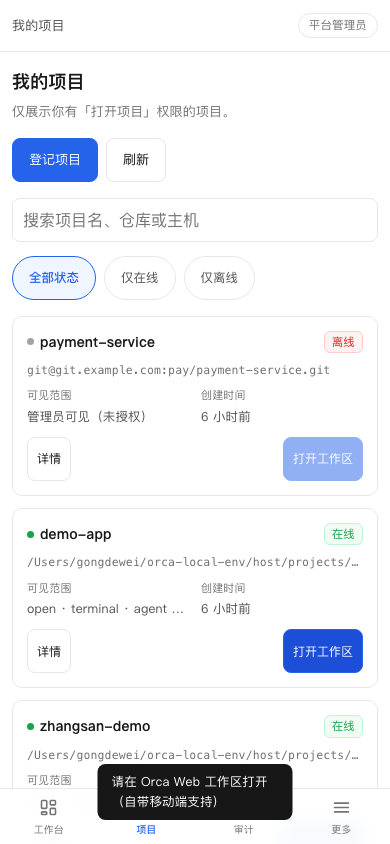 我的项目
平台管理员
我的项目
仅展示你有「打开项目」权限的项目。
登记项目
刷新
搜索项目名、仓库或主机
全部状态
仅在线
仅离线
payment-service
离线
git@git.example.com:pay/payment-service.git
可见范围
创建时间
管理员可见（未授权）
6 小时前
详情
打开工作区
demo-app
在线
/Users/gongdewei/orca-local-env/host/projects/…
可见范围
创建时间
open · terminal · agent …
6 小时前
详情
打开工作区
zhangsan-demo
在线
/Users/gongdewei/orca-local-env/host/projects/…
可见范围
请在 Orca Web 工作区打开
（自带移动端支持）
工作台
项目
审计
更多